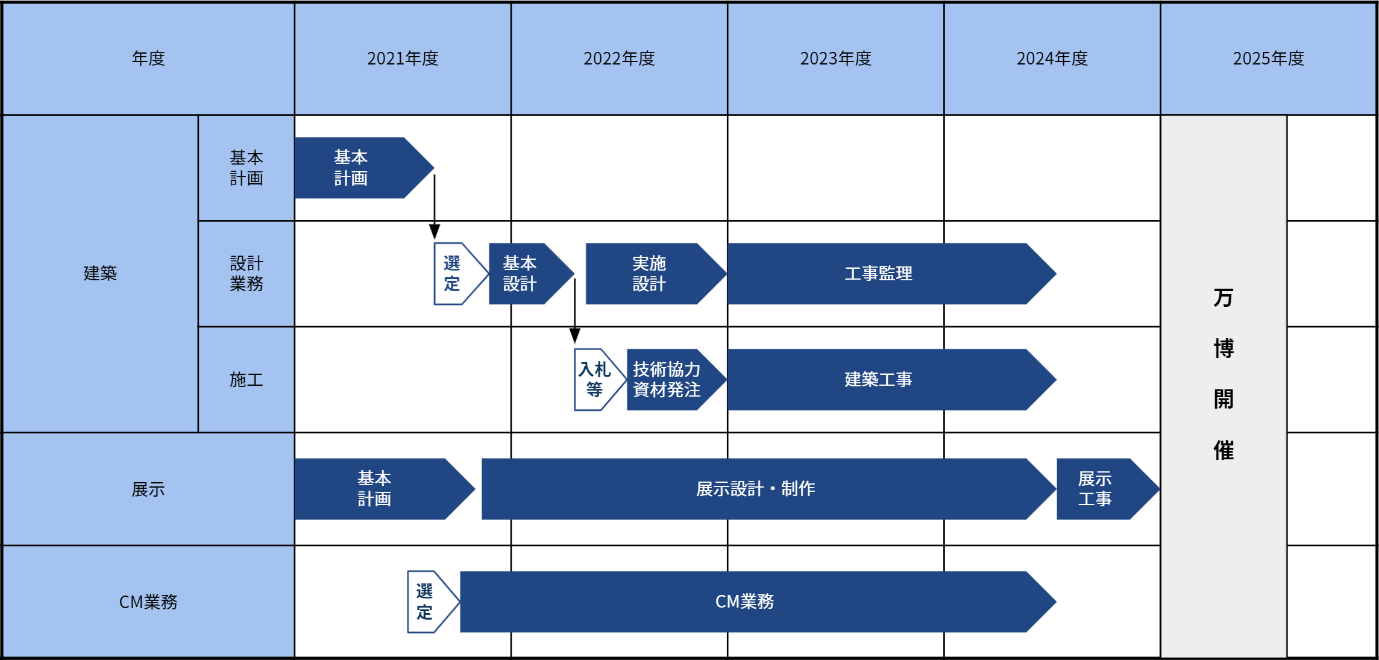 年度
2021年度
2022年度
2023年度
2024年度
2025年度
建築
基本
計画
基本
計画
設計
業務
選
定
基本
設計
実施
設計
工事監理
施工
入札
等
技術協力
資材発注
建築工事
万
博
開
催
展示
基本
計画
展示設計・制作
展示
工事
CM業務
選
定
CM業務